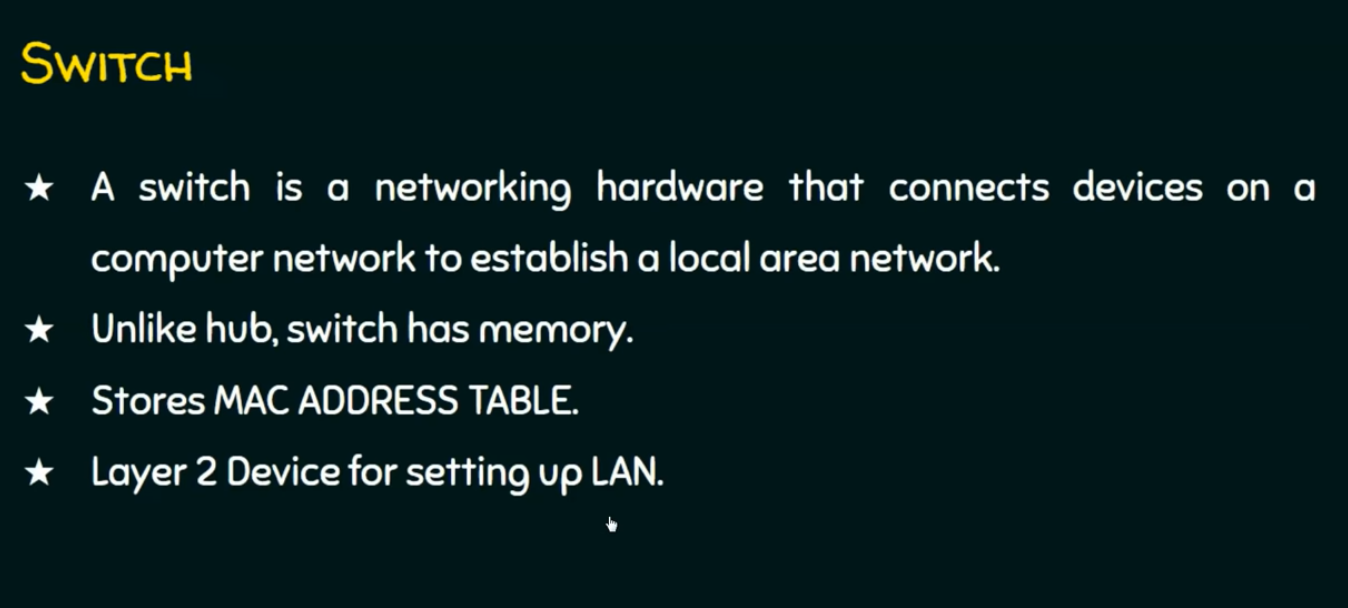 SWITCH
★ A switch is a networking hardware that connects devices on a
computer network to establish a local area network.
★ Unlike hub, switch has memory.
★ Stores MAC ADDRESS TABLE.
★ Layer 2 Device for setting up LAN.